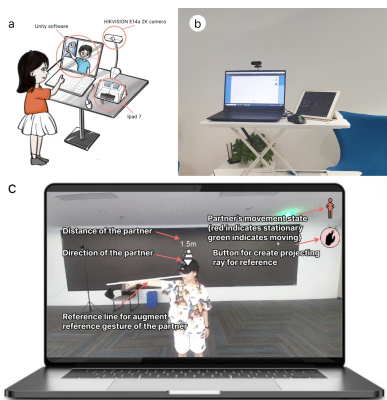 a
Unity software
HIKVISION E14a 2K camera
Ipad 7
b
c
Distance of the partner
1.5m
Direction of the partner
Partner's movement state
(red indicates stationary
green indicates moving)
Button for create projecting
ray for reference
Reference line for augment
reference gesture of the partner